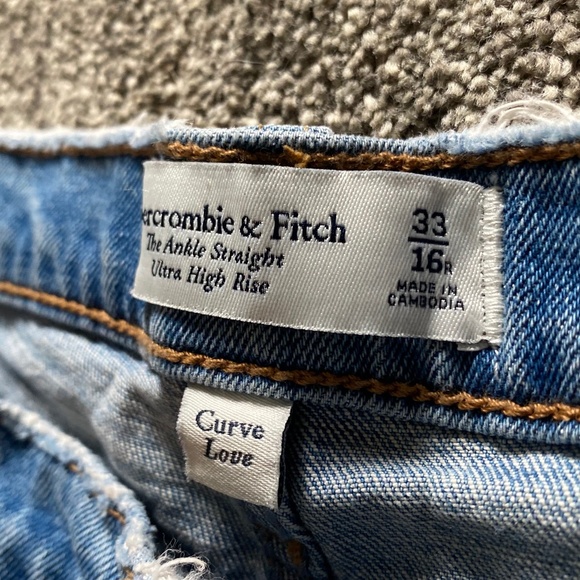 ercrombie & Fitch
The Ankle Straight
Ultra High Rise
33
16R
MADE IN
CAMBODIA
Curve
Love